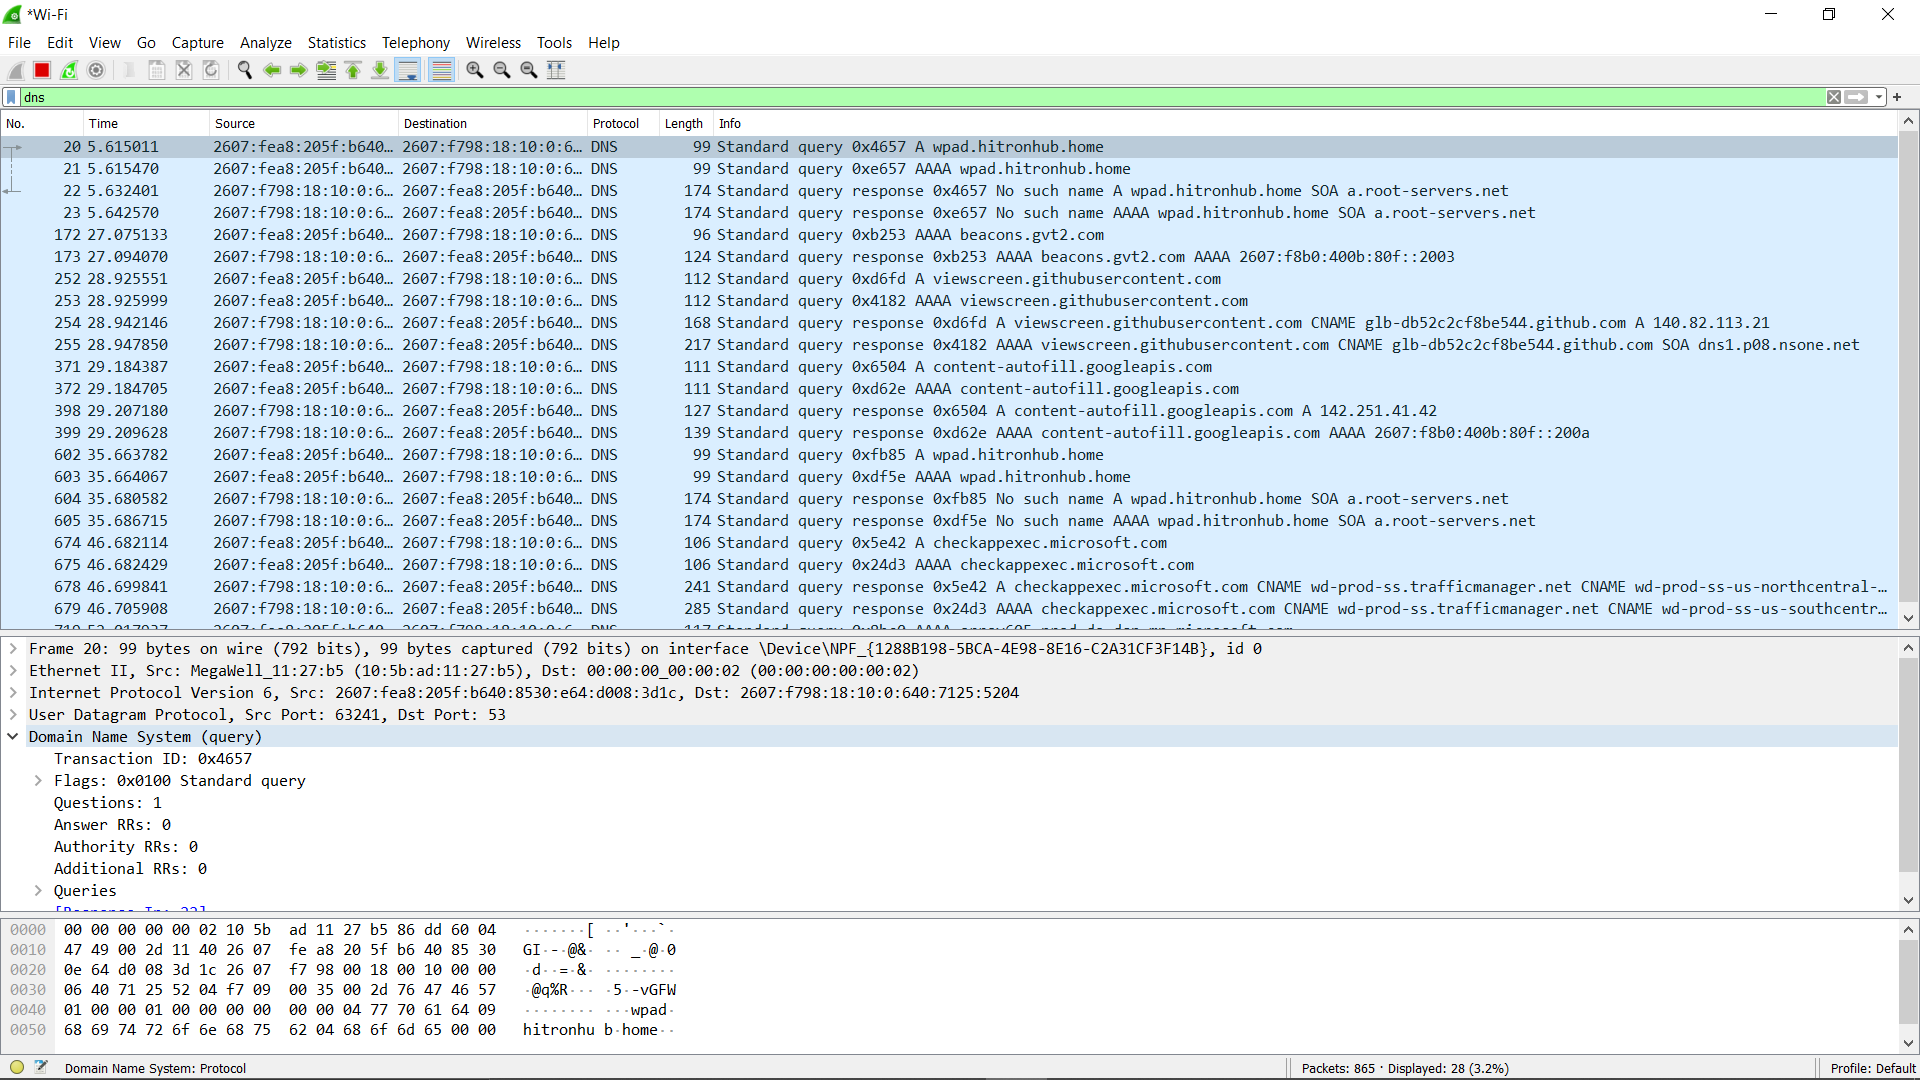 *Wi-Fi
File Edit View Go Capture Analyze Statistics Telephony Wireless Tools Help
dns
No. Time Source Destination Protocol Length Info
20 5.615011 2607:fea8:205f:b640… 2607:f798:18:10:0:6… DNS 99 Standard query 0x4657 A wpad.hitronhub.home
21 5.615470 2607:fea8:205f:b640… 2607:f798:18:10:0:6… DNS 99 Standard query 0xe657 AAAA wpad.hitronhub.home
22 5.632401 2607:f798:18:10:0:6… 2607:fea8:205f:b640… DNS 174 Standard query response 0x4657 No such name A wpad.hitronhub.home SOA a.root-servers.net
23 5.642570 2607:f798:18:10:0:6… 2607:fea8:205f:b640… DNS 174 Standard query response 0xe657 No such name AAAA wpad.hitronhub.home SOA a.root-servers.net
172 27.075133 2607:fea8:205f:b640… 2607:f798:18:10:0:6… DNS 96 Standard query 0xb253 AAAA beacons.gvt2.com
173 27.094070 2607:f798:18:10:0:6… 2607:fea8:205f:b640… DNS 124 Standard query response 0xb253 AAAA beacons.gvt2.com AAAA 2607:f8b0:400b:80f::2003
252 28.925551 2607:fea8:205f:b640… 2607:f798:18:10:0:6… DNS 112 Standard query 0xd6fd A viewscreen.githubusercontent.com
253 28.925999 2607:fea8:205f:b640… 2607:f798:18:10:0:6… DNS 112 Standard query 0x4182 AAAA viewscreen.githubusercontent.com
254 28.942146 2607:f798:18:10:0:6… 2607:fea8:205f:b640… DNS 168 Standard query response 0xd6fd A viewscreen.githubusercontent.com CNAME glb-db52c2cf8be544.github.com A 140.82.113.21
255 28.947850 2607:f798:18:10:0:6… 2607:fea8:205f:b640… DNS 217 Standard query response 0x4182 AAAA viewscreen.githubusercontent.com CNAME glb-db52c2cf8be544.github.com SOA dns1.p08.nsone.net
371 29.184387 2607:fea8:205f:b640… 2607:f798:18:10:0:6… DNS 111 Standard query 0x6504 A content-autofill.googleapis.com
372 29.184705 2607:fea8:205f:b640… 2607:f798:18:10:0:6… DNS 111 Standard query 0xd62e AAAA content-autofill.googleapis.com
398 29.207180 2607:f798:18:10:0:6… 2607:fea8:205f:b640… DNS 127 Standard query response 0x6504 A content-autofill.googleapis.com A 142.251.41.42
399 29.209628 2607:f798:18:10:0:6… 2607:fea8:205f:b640… DNS 139 Standard query response 0xd62e AAAA content-autofill.googleapis.com AAAA 2607:f8b0:400b:80f::200a
602 35.663782 2607:fea8:205f:b640… 2607:f798:18:10:0:6… DNS 99 Standard query 0xfb85 A wpad.hitronhub.home
603 35.664067 2607:fea8:205f:b640… 2607:f798:18:10:0:6… DNS 99 Standard query 0xdf5e AAAA wpad.hitronhub.home
604 35.680582 2607:f798:18:10:0:6… 2607:fea8:205f:b640… DNS 174 Standard query response 0xfb85 No such name A wpad.hitronhub.home SOA a.root-servers.net
605 35.686715 2607:f798:18:10:0:6… 2607:fea8:205f:b640… DNS 174 Standard query response 0xdf5e No such name AAAA wpad.hitronhub.home SOA a.root-servers.net
674 46.682114 2607:fea8:205f:b640… 2607:f798:18:10:0:6… DNS 106 Standard query 0x5e42 A checkappexec.microsoft.com
675 46.682429 2607:fea8:205f:b640… 2607:f798:18:10:0:6… DNS 106 Standard query 0x24d3 AAAA checkappexec.microsoft.com
678 46.699841 2607:f798:18:10:0:6… 2607:fea8:205f:b640… DNS 241 Standard query response 0x5e42 A checkappexec.microsoft.com CNAME wd-prod-ss.trafficmanager.net CNAME wd-prod-ss-us-northcentral-…
679 46.705908 2607:f798:18:10:0:6… 2607:fea8:205f:b640… DNS 285 Standard query response 0x24d3 AAAA checkappexec.microsoft.com CNAME wd-prod-ss.trafficmanager.net CNAME wd-prod-ss-us-southcentr…
Frame 20: 99 bytes on wire (792 bits), 99 bytes captured (792 bits) on interface \Device\NPF_{1288B198-5BCA-4E98-8E16-C2A31CF3F14B}, id 0
Ethernet II, Src: MegaWell_11:27:b5 (10:5b:ad:11:27:b5), Dst: 00:00:00_00:00:02 (00:00:00:00:00:02)
Internet Protocol Version 6, Src: 2607:fea8:205f:b640:8530:e64:d008:3d1c, Dst: 2607:f798:18:10:0:640:7125:5204
User Datagram Protocol, Src Port: 63241, Dst Port: 53
Domain Name System (query)
Transaction ID: 0x4657
Flags: 0x0100 Standard query
Questions: 1
Answer RRs: 0
Authority RRs: 0
Additional RRs: 0
Queries
0000 00 00 00 00 00 02 10 5b ad 11 27 b5 86 dd 60 04 ·······[ ··'···`·
0010 47 49 00 2d 11 40 26 07 fe a8 20 5f b6 40 85 30 GI·-·@&· ·· _·@·0
0020 0e 64 d0 08 3d 1c 26 07 f7 98 00 18 00 10 00 00 ·d··=·&· ········
0030 06 40 71 25 52 04 f7 09 00 35 00 2d 76 47 46 57 ·@q%R··· ·5·-vGFW
0040 01 00 00 01 00 00 00 00 00 00 04 77 70 61 64 09 ········ ···wpad·
0050 68 69 74 72 6f 6e 68 75 62 04 68 6f 6d 65 00 00 hitronhu b·home··
Domain Name System: Protocol
Packets: 865 · Displayed: 28 (3.2%)
Profile: Default